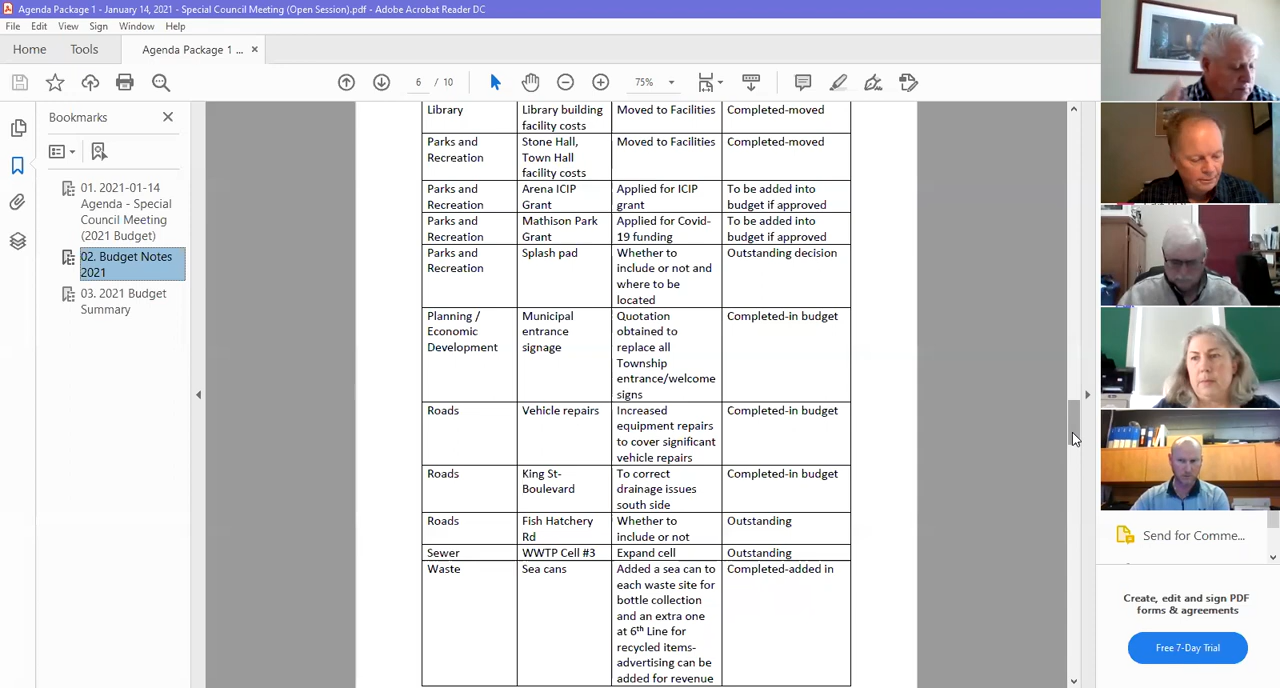 Agenda Package 1 - January 14, 2021 - Special Council Meeting (Open Session).pdf - Adobe Acrobat Reader DC
File Edit View Sign Window Help
Home Tools Agenda Package 1 ... ×
6 / 10 75%
Bookmarks
01. 2021-01-14
Agenda - Special
Council Meeting
(2021 Budget)
02. Budget Notes
2021
03. 2021 Budget
Summary
Library Library building Moved to Facilities Completed-moved
facility costs
Parks and Stone Hall, Moved to Facilities Completed-moved
Recreation Town Hall
facility costs
Parks and Arena ICIP Applied for ICIP To be added into
Recreation Grant grant budget if approved
Parks and Mathison Park Applied for Covid- To be added into
Recreation Grant 19 funding budget if approved
Parks and Splash pad Whether to Outstanding decision
Recreation include or not and
where to be
located
Planning / Municipal Quotation Completed-in budget
Economic entrance obtained to
Development signage replace all
Township
entrance/welcome
signs
Roads Vehicle repairs Increased Completed-in budget
equipment repairs
to cover significant
vehicle repairs
Roads King St- To correct Completed-in budget
Boulevard drainage issues
south side
Roads Fish Hatchery Whether to Outstanding
Rd include or not
Sewer WWTP Cell #3 Expand cell Outstanding
Waste Sea cans Added a sea can to Completed-added in
each waste site for
bottle collection
and an extra one
at 6th Line for
recycled items-
advertising can be
added for revenue
Send for Comme...
Create, edit and sign PDF
forms & agreements
Free 7-Day Trial